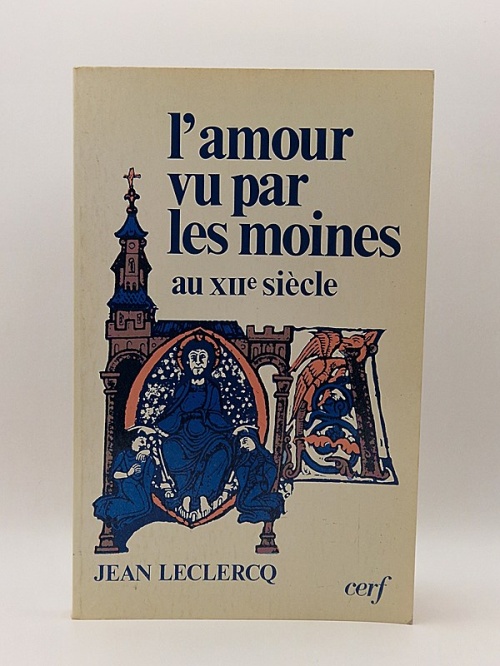 l'amour
vu par
les moines
au XIIe siècle
JEAN LECLERCQ
cerf